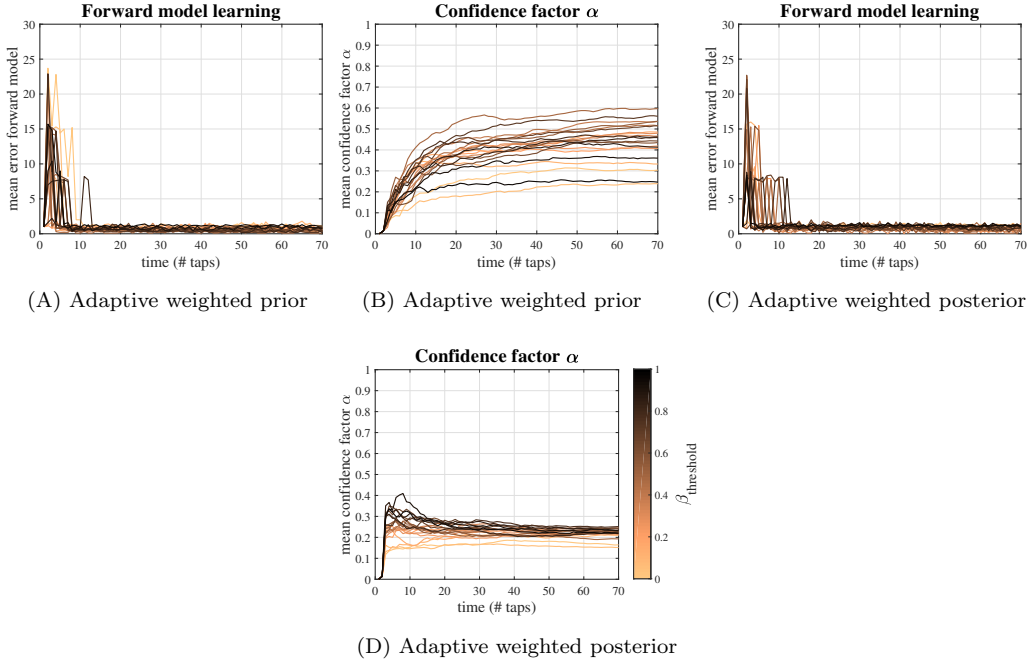 Forward model learning
mean error forward model
30
25
20
15
10
5
0
0 10 20 30 40 50 60 70
time (# taps)
(A) Adaptive weighted prior
Confidence factor α
mean confidence factor α
1
0.9
0.8
0.7
0.6
0.5
0.4
0.3
0.2
0.1
0
0 10 20 30 40 50 60 70
time (# taps)
(B) Adaptive weighted prior
Forward model learning
mean error forward model
30
25
20
15
10
5
0
0 10 20 30 40 50 60 70
time (# taps)
(C) Adaptive weighted posterior
Confidence factor α
mean confidence factor α
1
0.9
0.8
0.7
0.6
0.5
0.4
0.3
0.2
0.1
0
0 10 20 30 40 50 60 70
time (# taps)
1
0.8
0.6
0.4
0.2
0
β threshold
(D) Adaptive weighted posterior